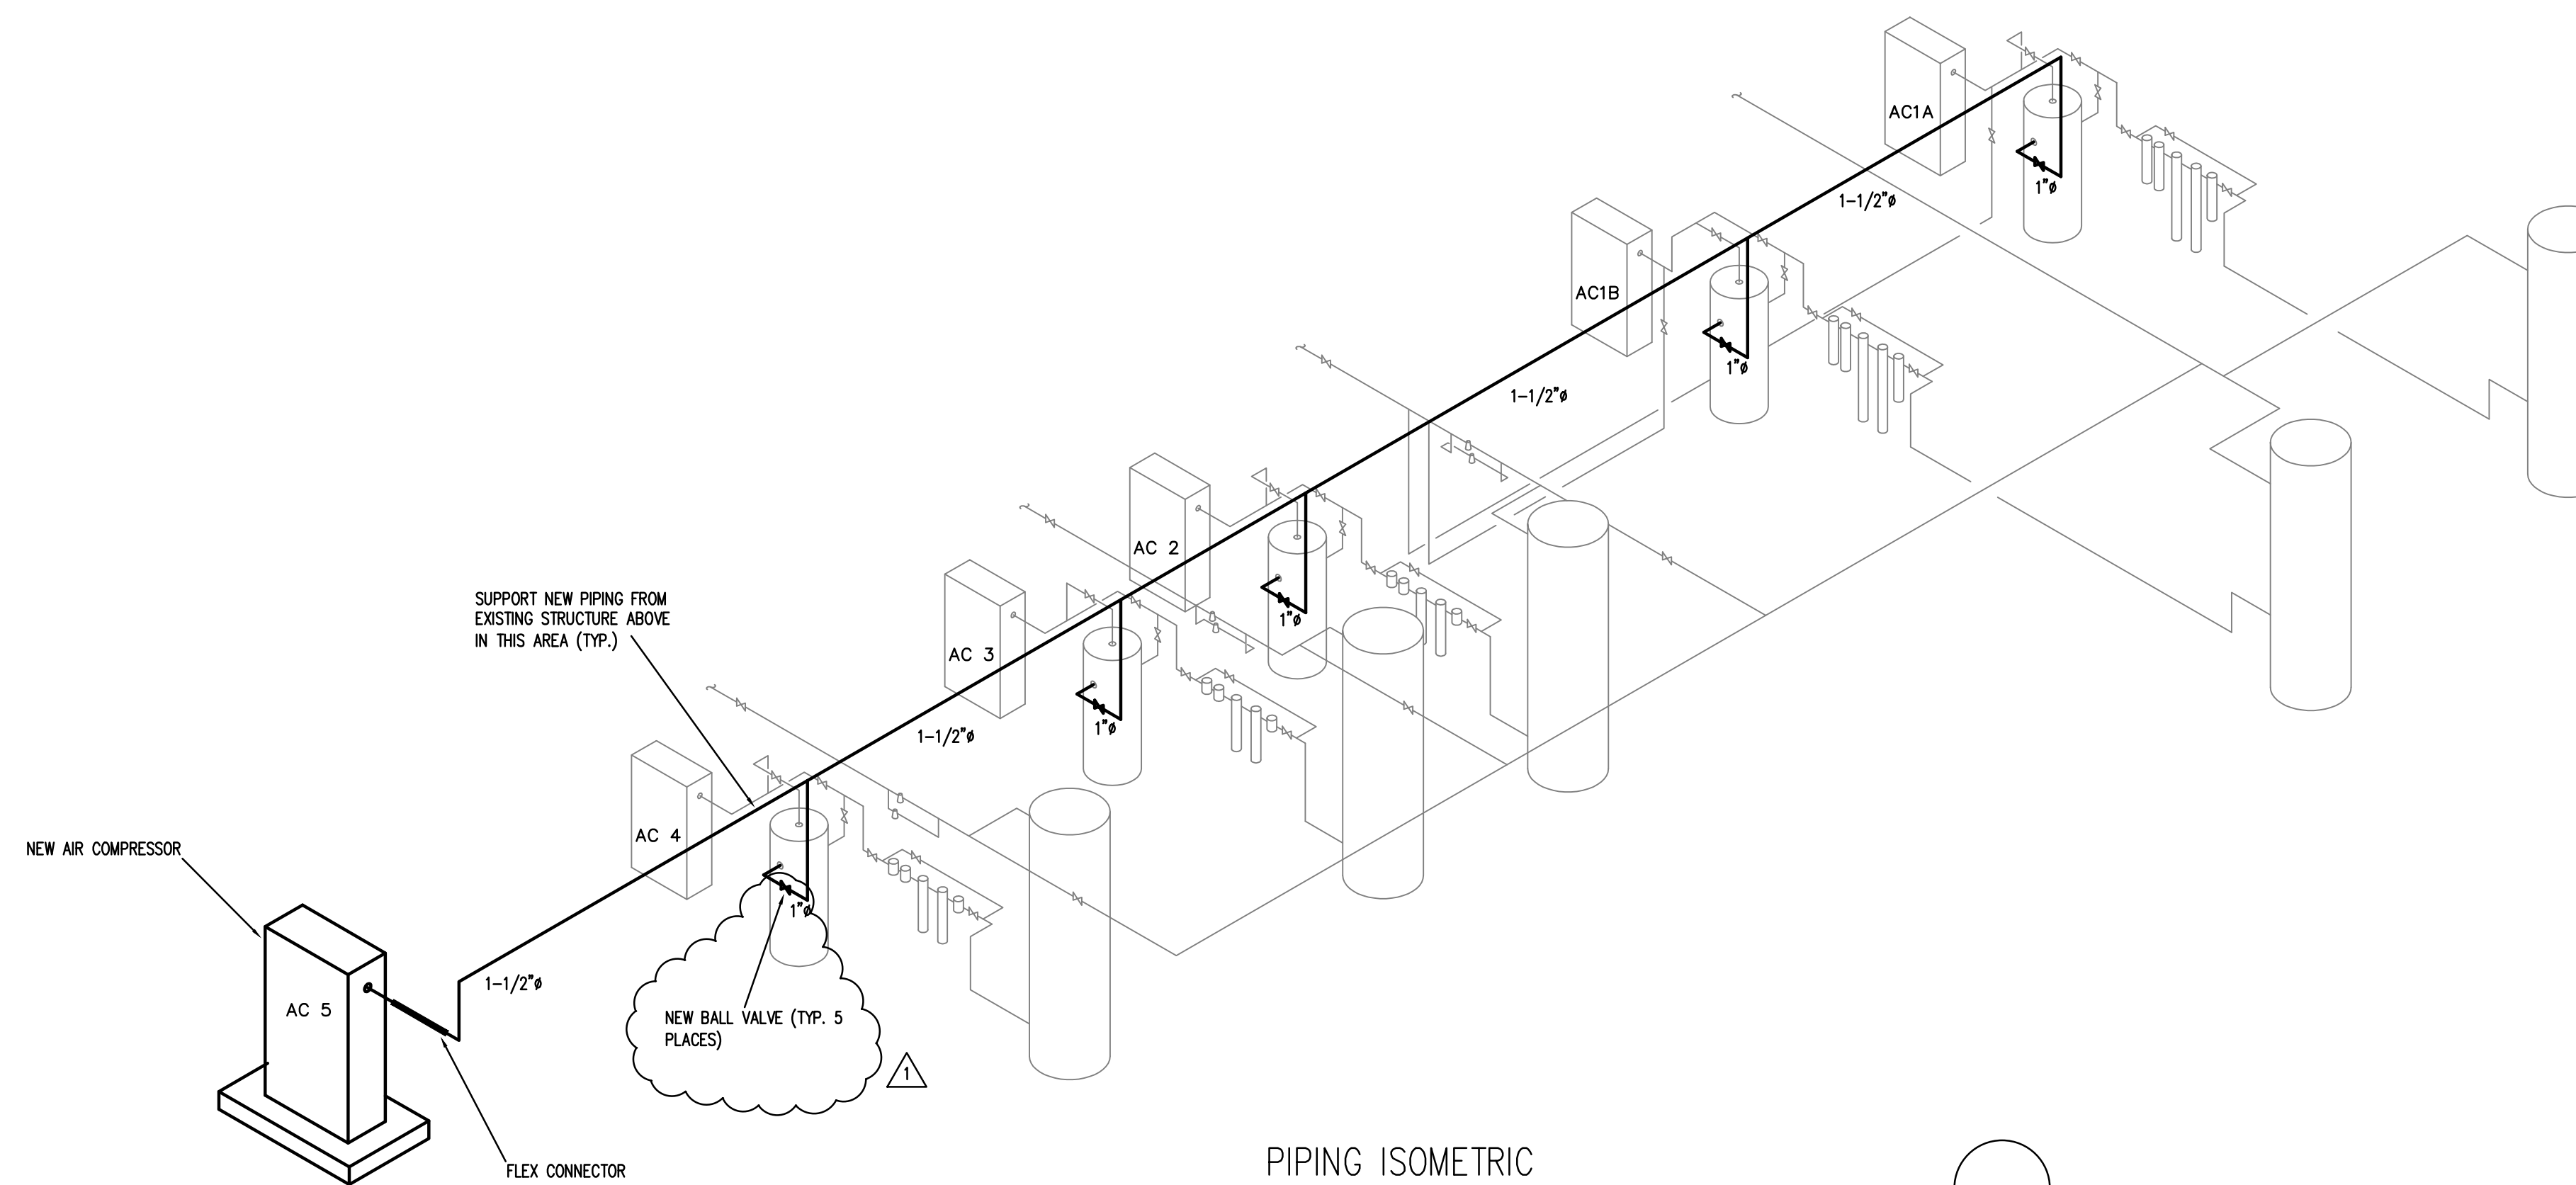 AC1A
1"ø
1-1/2"ø
AC1B
1"ø
1-1/2"ø
AC 2
1"ø
SUPPORT NEW PIPING FROM
EXISTING STRUCTURE ABOVE
IN THIS AREA (TYP.)
AC 3
1"ø
1-1/2"ø
AC 4
NEW AIR COMPRESSOR
1"ø
1-1/2"ø
AC 5
NEW BALL VALVE (TYP. 5
PLACES)
1
FLEX CONNECTOR
PIPING ISOMETRIC